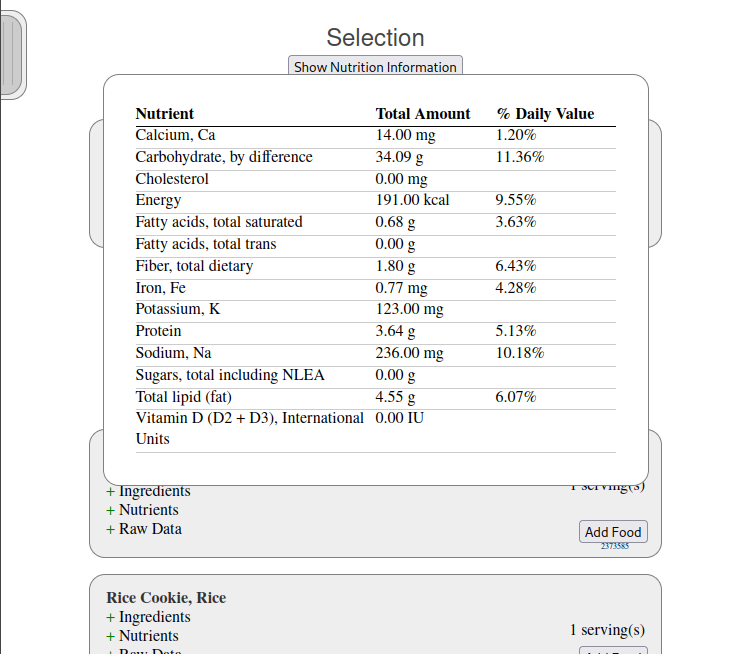 Selection
Show Nutrition Information
Nutrient Total Amount % Daily Value
Calcium, Ca 14.00 mg 1.20%
Carbohydrate, by difference 34.09 g 11.36%
Cholesterol 0.00 mg
Energy 191.00 kcal 9.55%
Fatty acids, total saturated 0.68 g 3.63%
Fatty acids, total trans 0.00 g
Fiber, total dietary 1.80 g 6.43%
Iron, Fe 0.77 mg 4.28%
Potassium, K 123.00 mg
Protein 3.64 g 5.13%
Sodium, Na 236.00 mg 10.18%
Sugars, total including NLEA 0.00 g
Total lipid (fat) 4.55 g 6.07%
Vitamin D (D2 + D3), International 0.00 IU
Units
1 serving(s)
+ Ingredients
+ Nutrients
+ Raw Data
Add Food
2373585
Rice Cookie, Rice
+ Ingredients
1 serving(s)
+ Nutrients
+ Raw Data